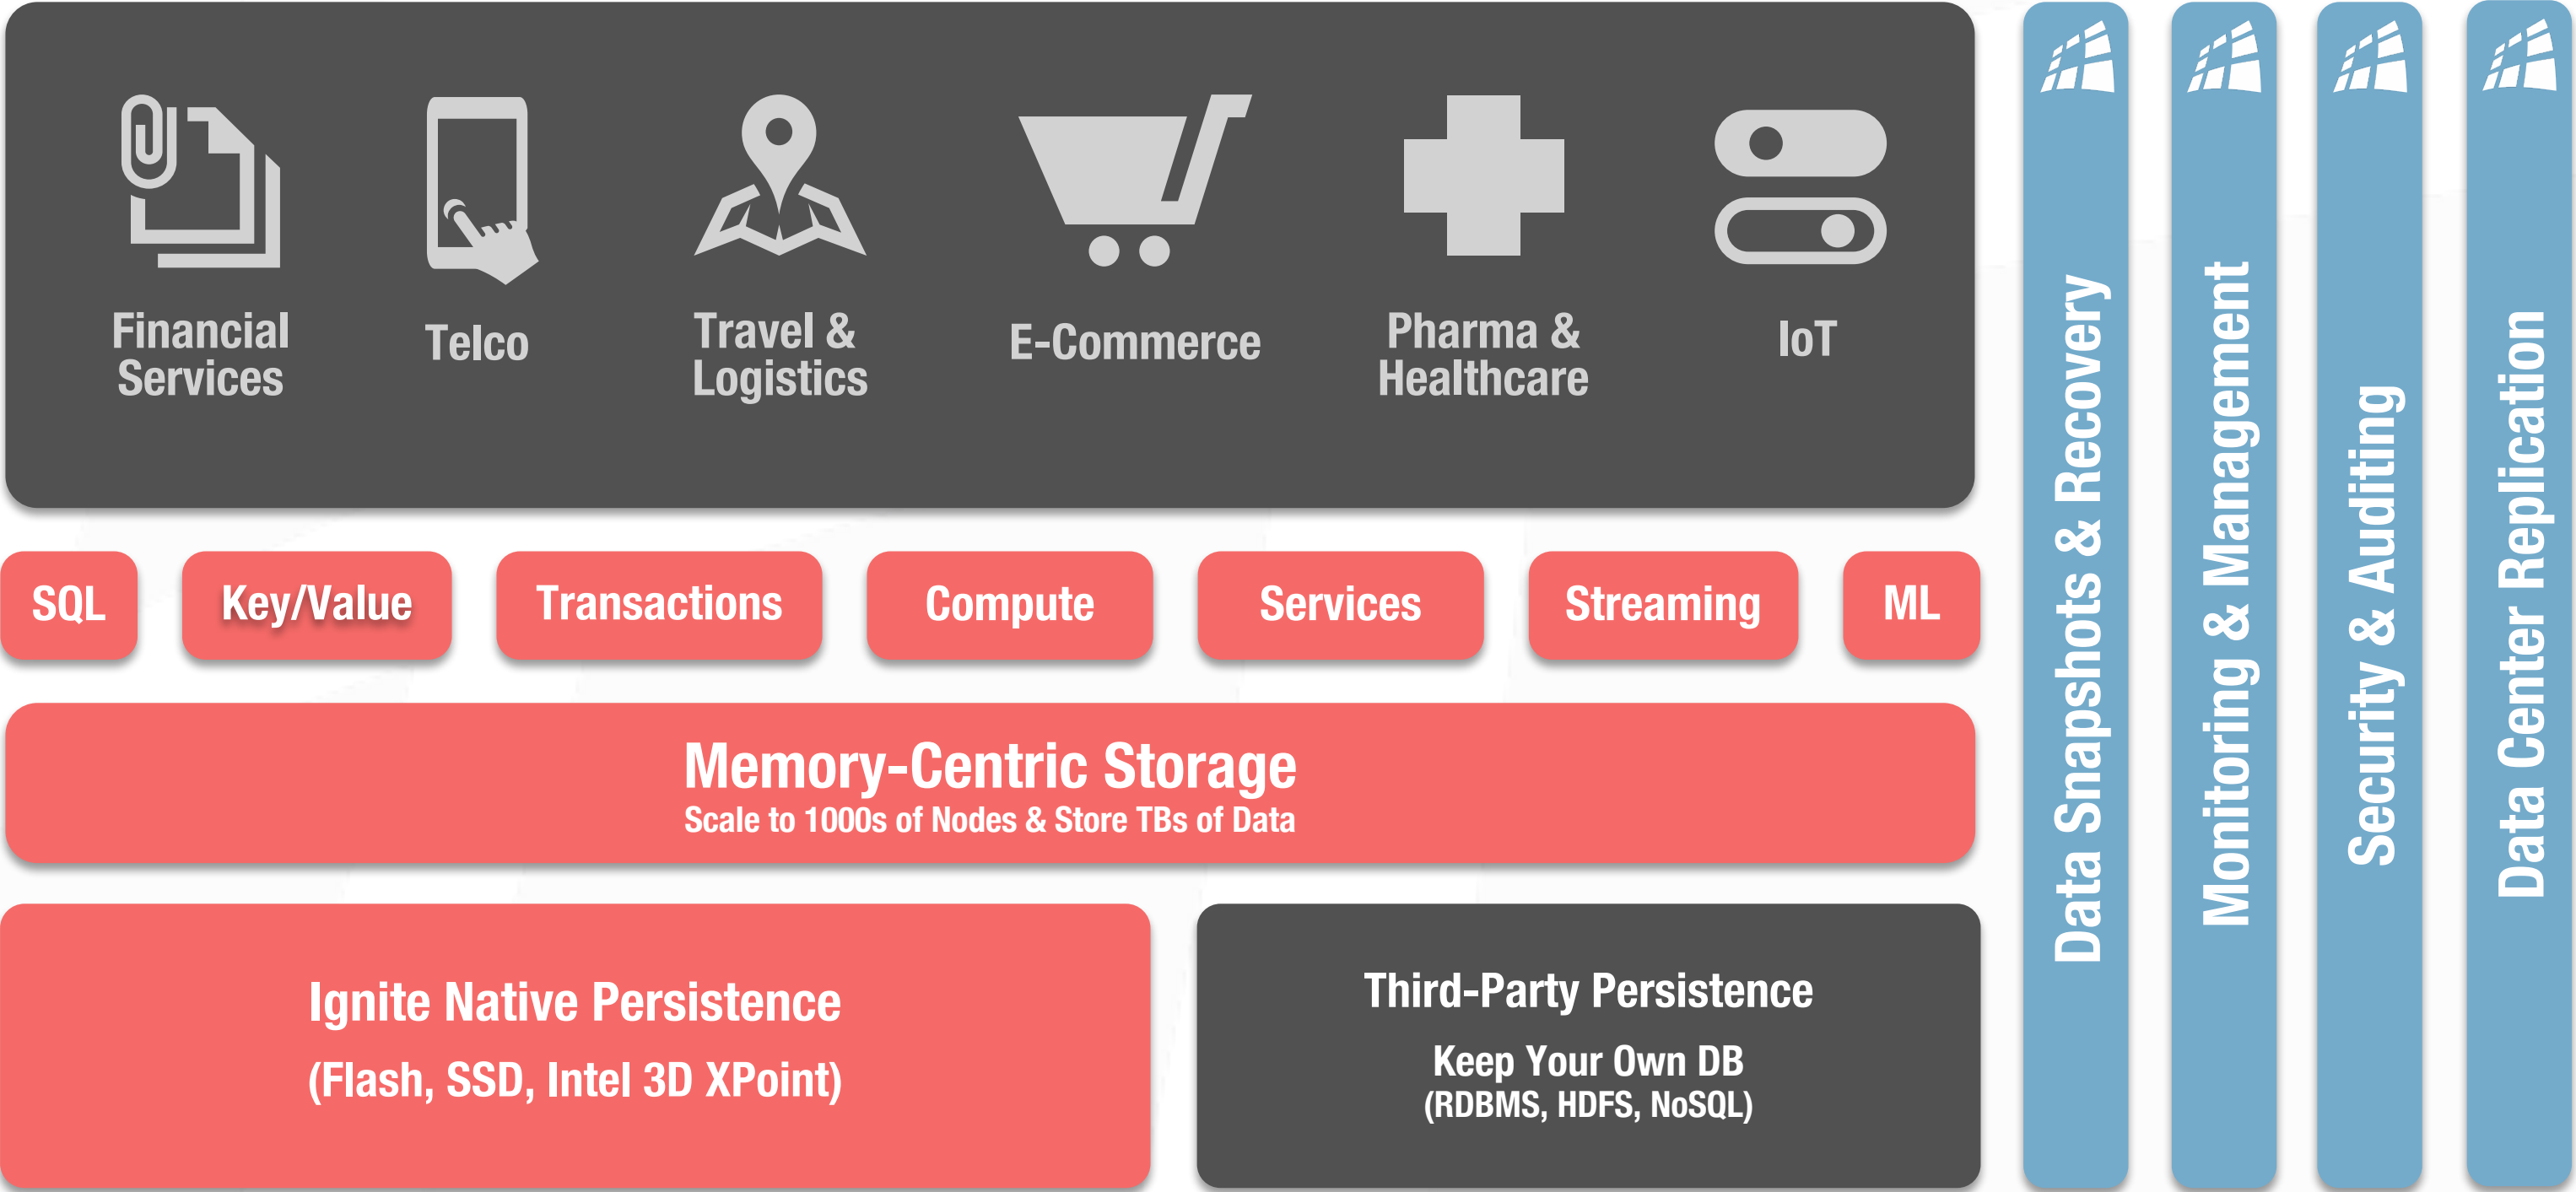 Financial
Services
Telco
Travel &
Logistics
E-Commerce
Pharma &
Healthcare
IoT
SQL
Key/Value
Transactions
Compute
Services
Streaming
ML
Memory-Centric Storage
Scale to 1000s of Nodes & Store TBs of Data
Ignite Native Persistence
(Flash, SSD, Intel 3D XPoint)
Third-Party Persistence
Keep Your Own DB
(RDBMS, HDFS, NoSQL)
Data Snapshots & Recovery
Monitoring & Management
Security & Auditing
Data Center Replication